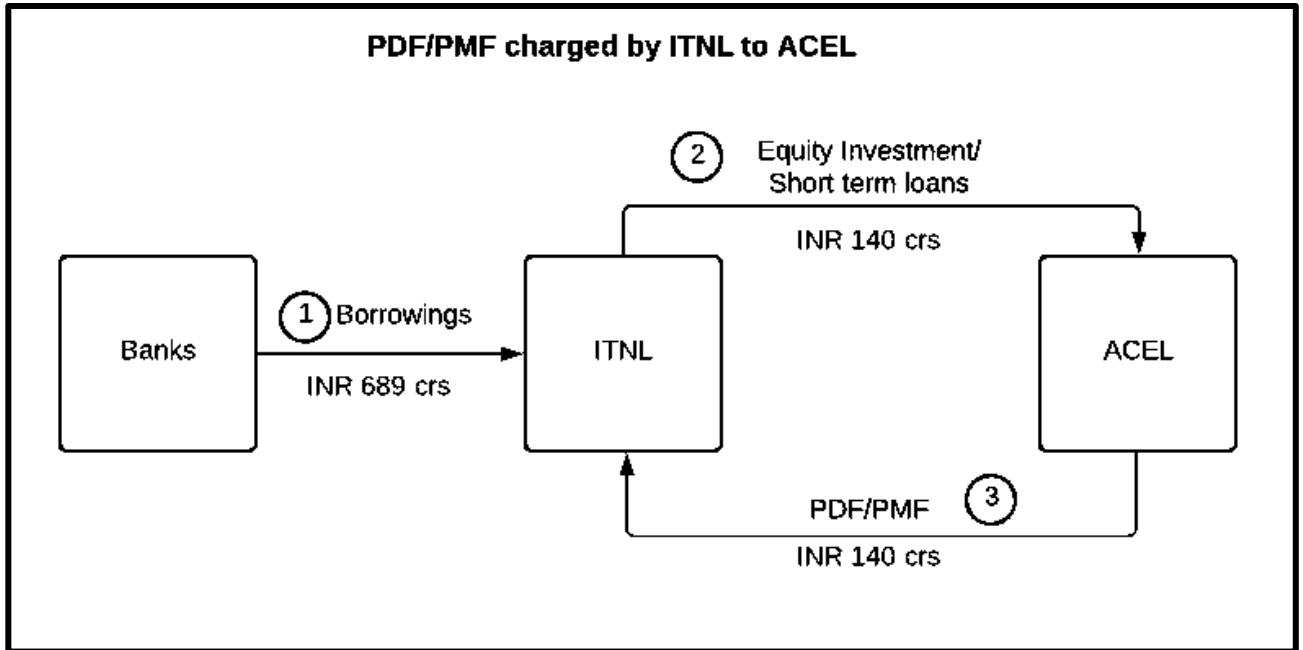 PDF/PMF charged by ITNL to ACEL
2
Equity Investment/
Short term loans
INR 140 crs
1
Borrowings
Banks
ITNL
ACEL
INR 689 crs
PDF/PMF
3
INR 140 crs